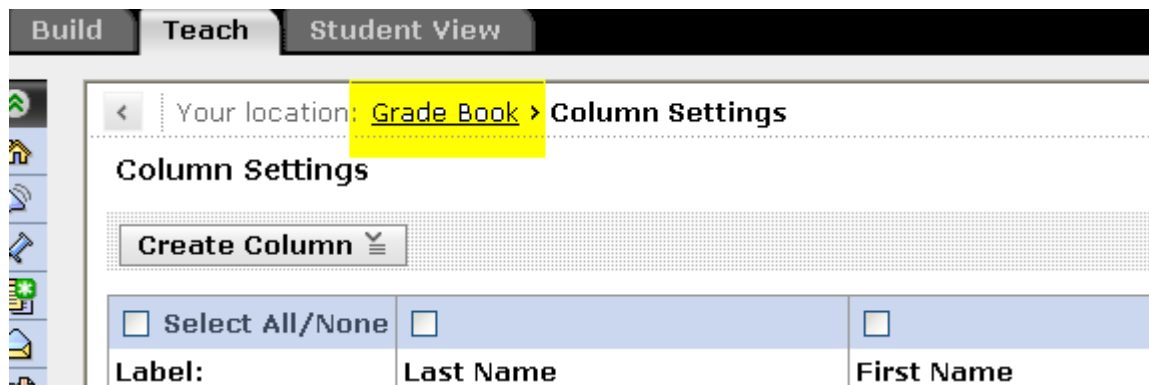 Build Teach Student View
Your location: Grade Book > Column Settings
Column Settings
Create Column
Select All/None
Label: Last Name First Name